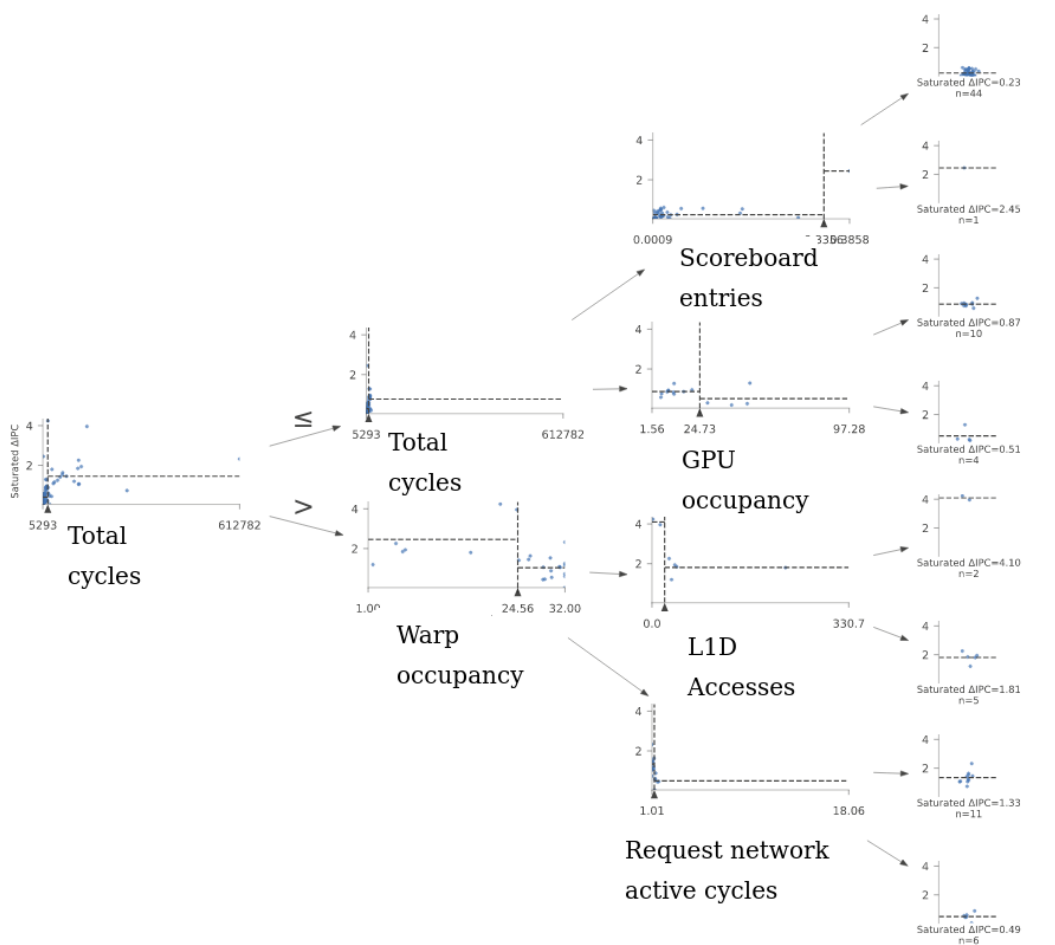 4
2
Saturated ΔIPC=0.23
n=44
4
2
Saturated ΔIPC=2.45
n=1
4
2
0.0009
Scoreboard
entries
4
2
Saturated ΔIPC=0.87
n=10
4
2
1.56 24.73 97.28
GPU
occupancy
4
2
Saturated ΔIPC=0.51
n=4
4
2
5293 612782
Total
cycles
≤
Saturated ΔIPC
4
2
5293 612782
Total
cycles
>
4
2
24.56 32.00
Warp
occupancy
4
2
0.0 330.7
L1D
Accesses
4
2
Saturated ΔIPC=4.10
n=2
4
2
Saturated ΔIPC=1.81
n=5
4
2
1.01 18.06
Request network
active cycles
4
2
Saturated ΔIPC=1.33
n=11
4
2
Saturated ΔIPC=0.49
n=6